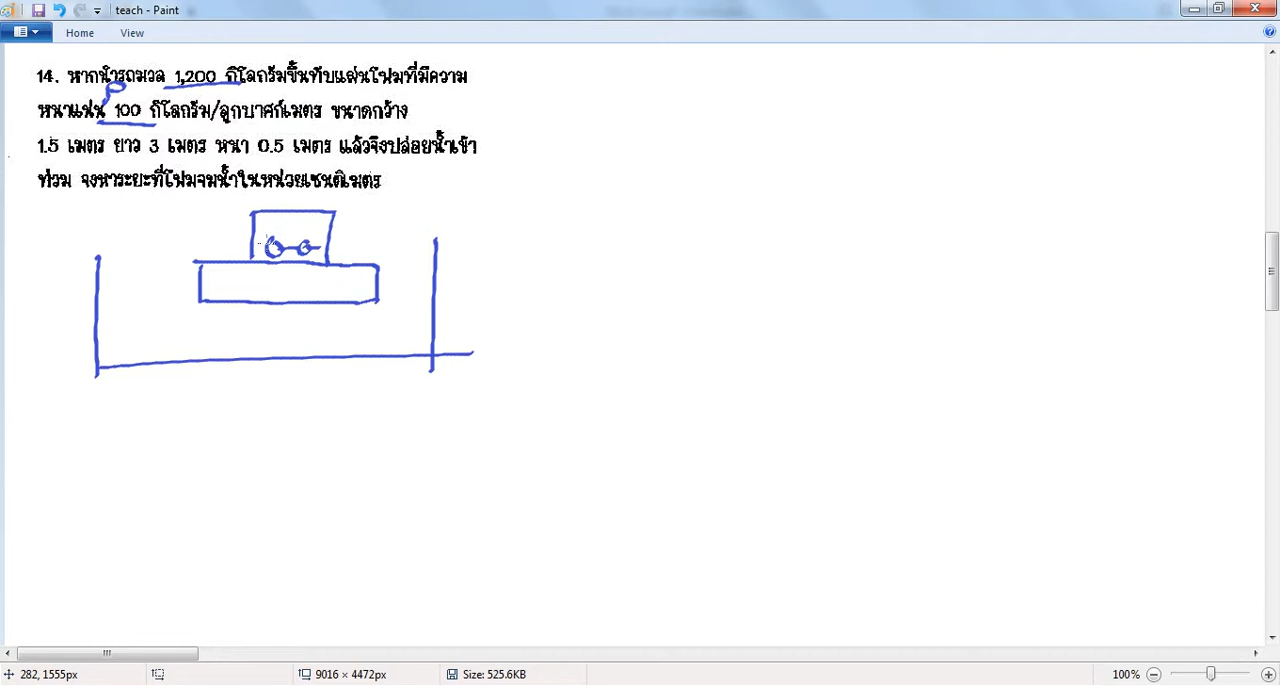 teach - Paint
Home View
14. หากนำรถมวล 1,200 กิโลกรัมขึ้นทับแผ่นโฟมที่มีความ
ρ
หนาแน่น 100 กิโลกรัม/ลูกบาศก์เมตร ขนาดกว้าง
1.5 เมตร ยาว 3 เมตร หนา 0.5 เมตร แล้วจึงปล่อยน้ำเข้า
ท่วม จงหาระยะที่โฟมจมน้ำในหน่วยเซนติเมตร
282, 1555px 9016 × 4472px Size: 525.6KB 100%